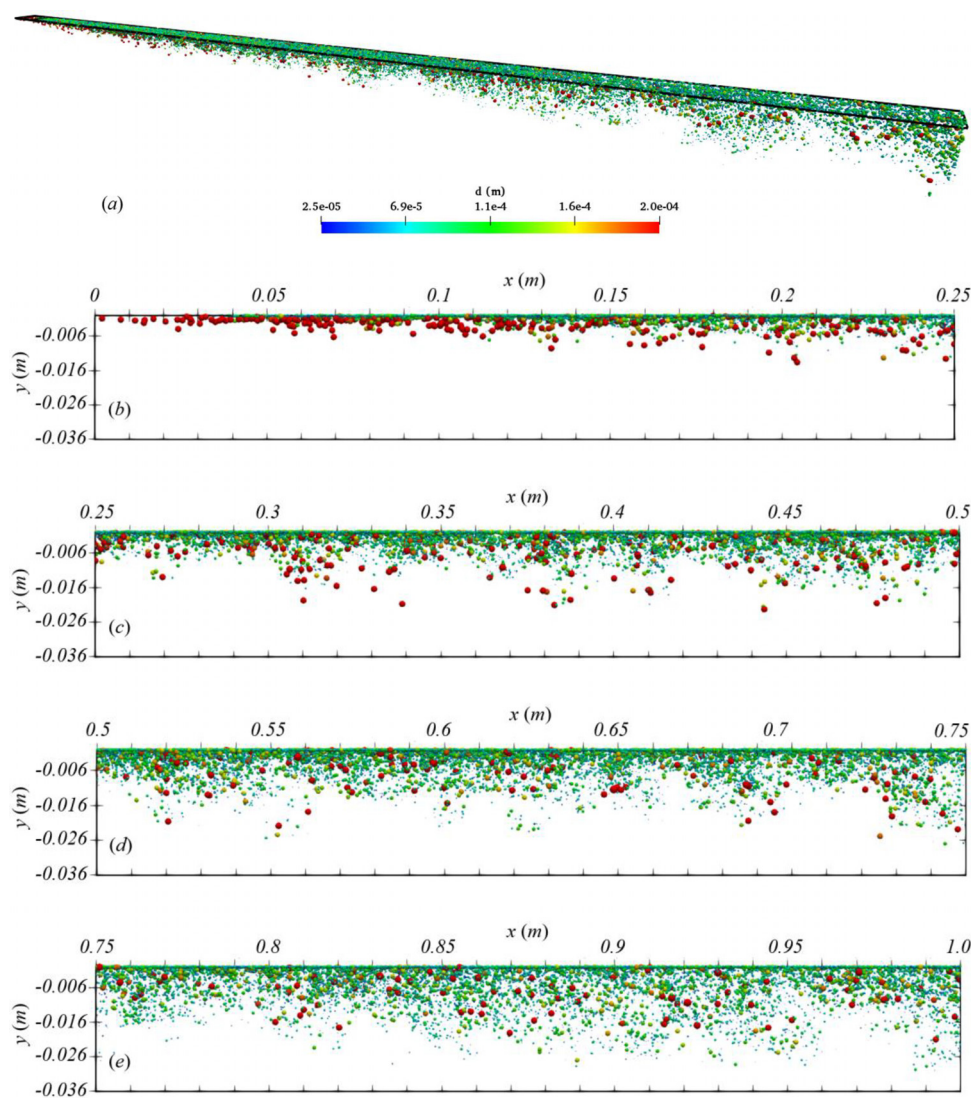 (a)
d (m)
2.5e-05 6.9e-5 1.1e-4 1.6e-4 2.0e-04
x (m)
0 0.05 0.1 0.15 0.2 0.25
-0.006
-0.016
-0.026
-0.036
y (m)
(b)
x (m)
0.25 0.3 0.35 0.4 0.45 0.5
-0.006
-0.016
-0.026
-0.036
y (m)
(c)
x (m)
0.5 0.55 0.6 0.65 0.7 0.75
-0.006
-0.016
-0.026
-0.036
y (m)
(d)
x (m)
0.75 0.8 0.85 0.9 0.95 1.0
-0.006
-0.016
-0.026
-0.036
y (m)
(e)